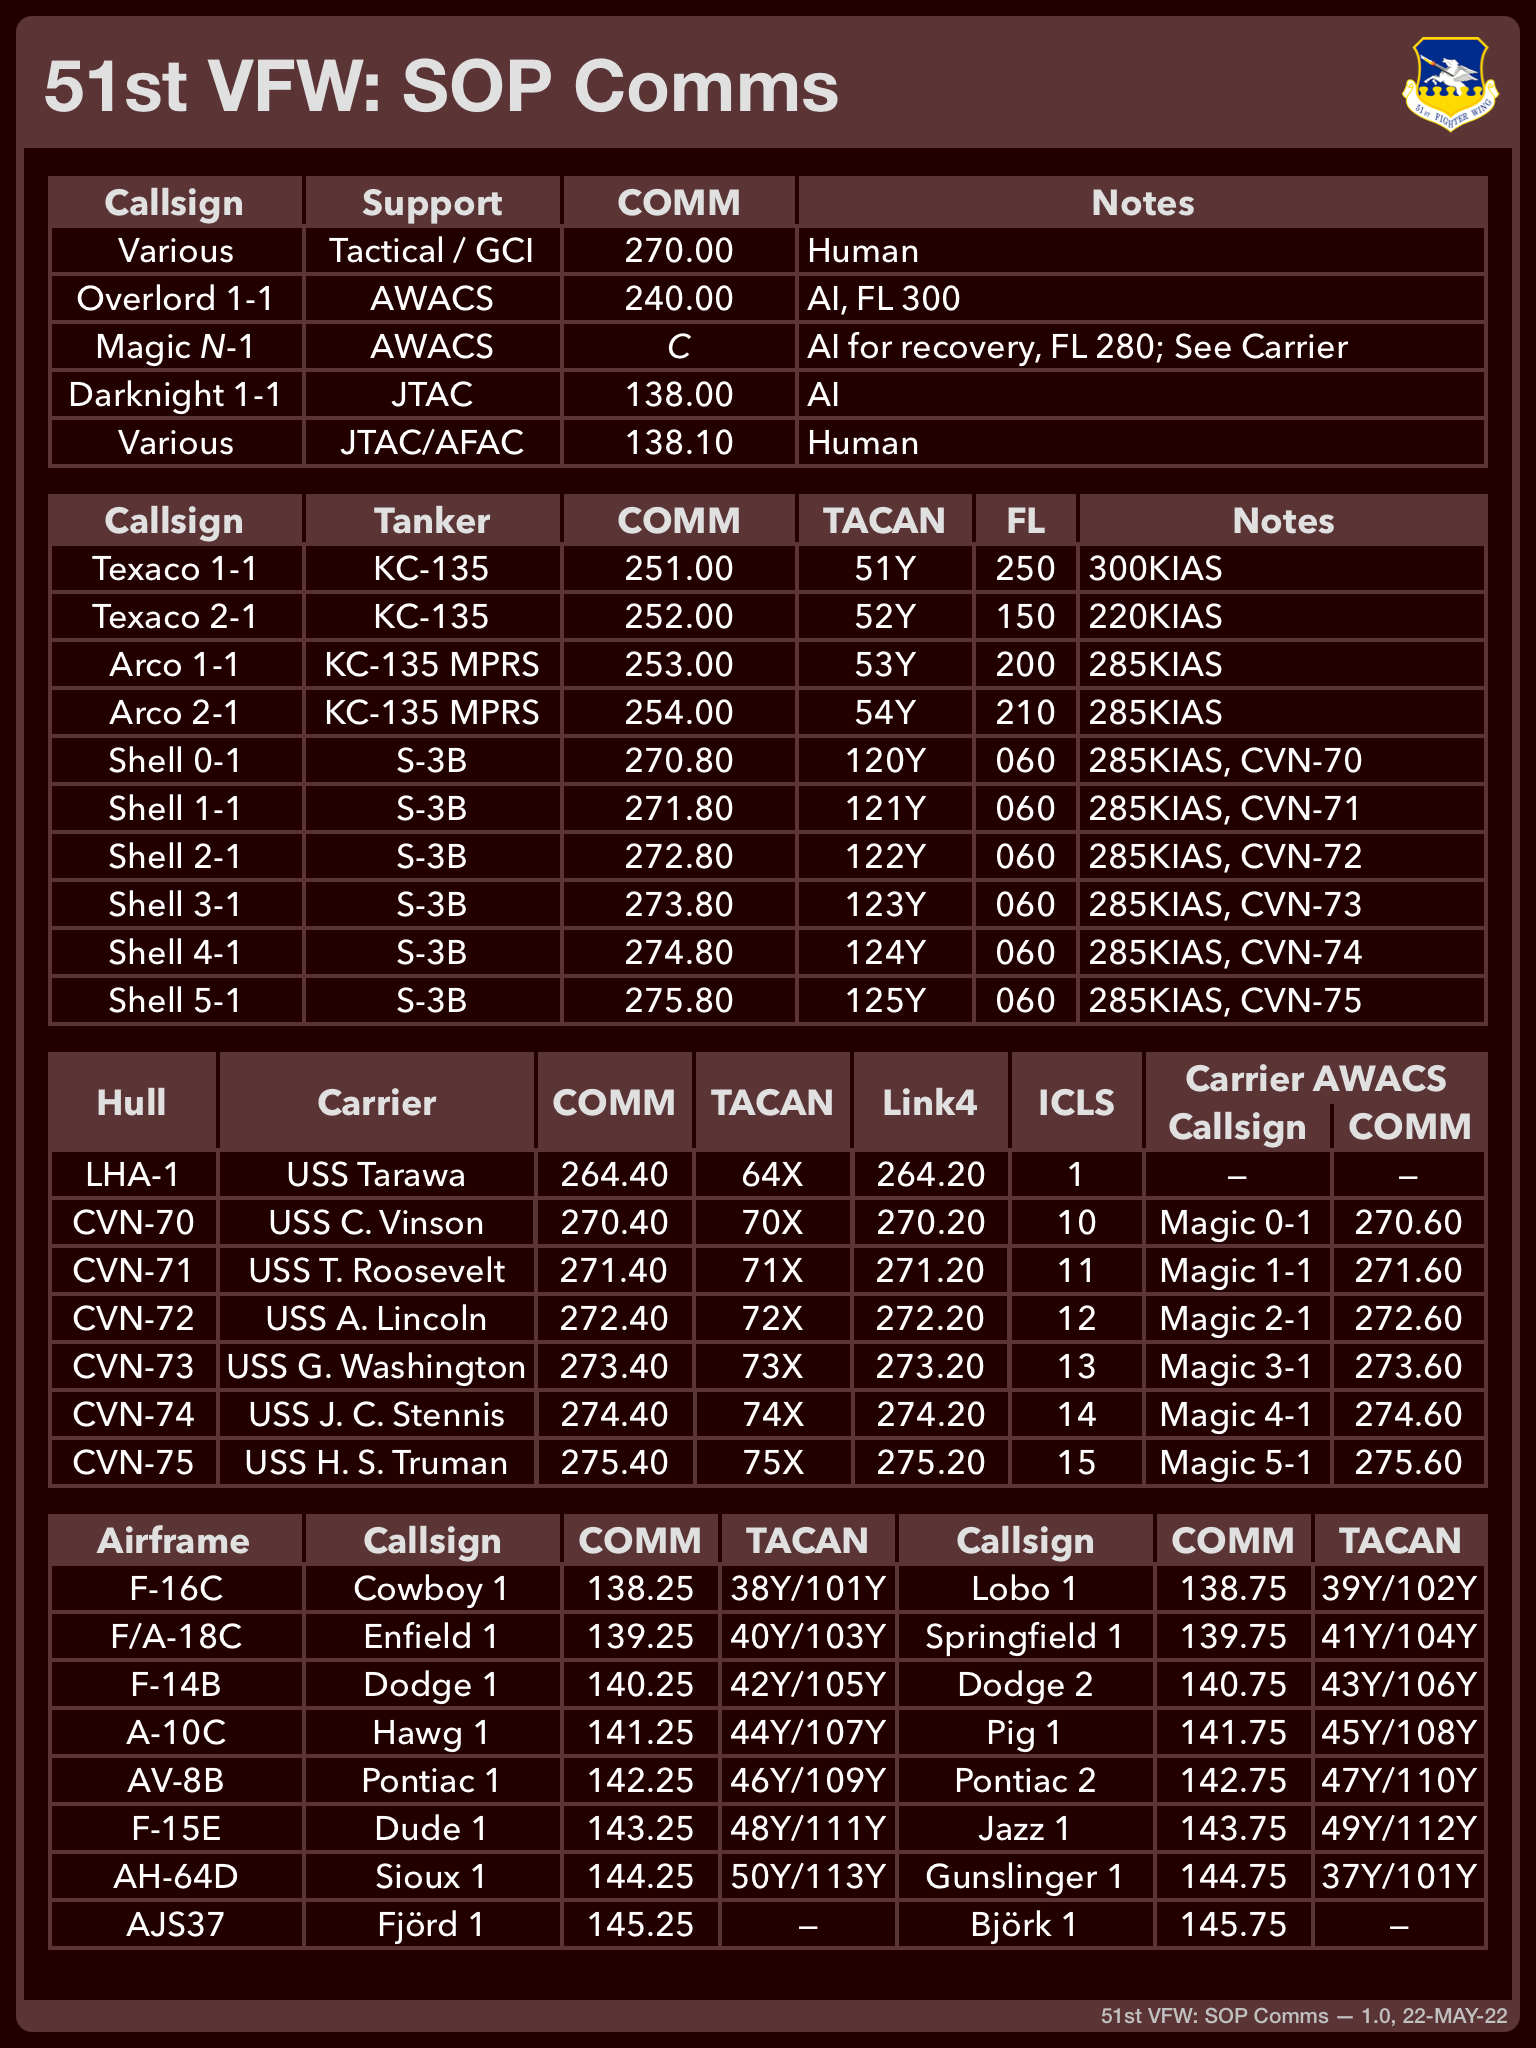 51st VFW: SOP Comms
51st FIGHTER WING
Callsign Support COMM Notes
Various Tactical / GCI 270.00 Human
Overlord 1-1 AWACS 240.00 AI, FL 300
Magic N-1 AWACS C AI for recovery, FL 280; See Carrier
Darknight 1-1 JTAC 138.00 AI
Various JTAC/AFAC 138.10 Human
Callsign Tanker COMM TACAN FL Notes
Texaco 1-1 KC-135 251.00 51Y 250 300KIAS
Texaco 2-1 KC-135 252.00 52Y 150 220KIAS
Arco 1-1 KC-135 MPRS 253.00 53Y 200 285KIAS
Arco 2-1 KC-135 MPRS 254.00 54Y 210 285KIAS
Shell 0-1 S-3B 270.80 120Y 060 285KIAS, CVN-70
Shell 1-1 S-3B 271.80 121Y 060 285KIAS, CVN-71
Shell 2-1 S-3B 272.80 122Y 060 285KIAS, CVN-72
Shell 3-1 S-3B 273.80 123Y 060 285KIAS, CVN-73
Shell 4-1 S-3B 274.80 124Y 060 285KIAS, CVN-74
Shell 5-1 S-3B 275.80 125Y 060 285KIAS, CVN-75
Hull Carrier COMM TACAN Link4 ICLS Carrier AWACS
Callsign COMM
LHA-1 USS Tarawa 264.40 64X 264.20 1 – –
CVN-70 USS C. Vinson 270.40 70X 270.20 10 Magic 0-1 270.60
CVN-71 USS T. Roosevelt 271.40 71X 271.20 11 Magic 1-1 271.60
CVN-72 USS A. Lincoln 272.40 72X 272.20 12 Magic 2-1 272.60
CVN-73 USS G. Washington 273.40 73X 273.20 13 Magic 3-1 273.60
CVN-74 USS J. C. Stennis 274.40 74X 274.20 14 Magic 4-1 274.60
CVN-75 USS H. S. Truman 275.40 75X 275.20 15 Magic 5-1 275.60
Airframe Callsign COMM TACAN Callsign COMM TACAN
F-16C Cowboy 1 138.25 38Y/101Y Lobo 1 138.75 39Y/102Y
F/A-18C Enfield 1 139.25 40Y/103Y Springfield 1 139.75 41Y/104Y
F-14B Dodge 1 140.25 42Y/105Y Dodge 2 140.75 43Y/106Y
A-10C Hawg 1 141.25 44Y/107Y Pig 1 141.75 45Y/108Y
AV-8B Pontiac 1 142.25 46Y/109Y Pontiac 2 142.75 47Y/110Y
F-15E Dude 1 143.25 48Y/111Y Jazz 1 143.75 49Y/112Y
AH-64D Sioux 1 144.25 50Y/113Y Gunslinger 1 144.75 37Y/101Y
AJS37 Fjörd 1 145.25 – Björk 1 145.75 –
51st VFW: SOP Comms — 1.0, 22-MAY-22